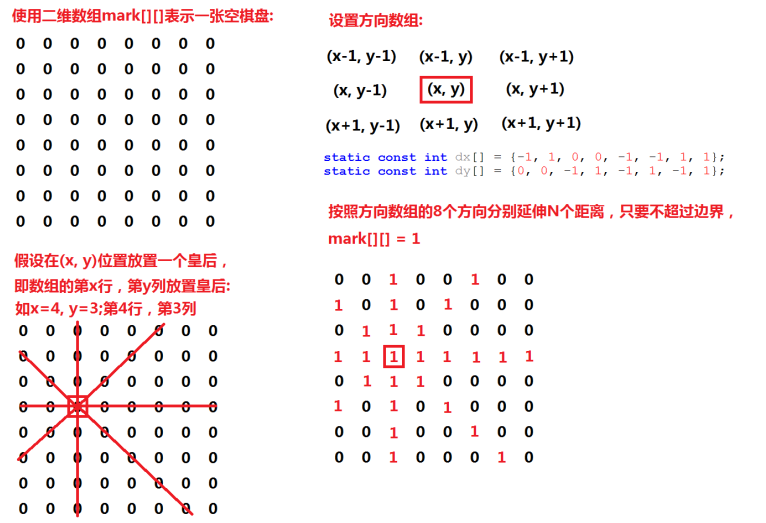 使用二维数组mark[][]表示一张空棋盘:
0 0 0 0 0 0 0 0
0 0 0 0 0 0 0 0
0 0 0 0 0 0 0 0
0 0 0 0 0 0 0 0
0 0 0 0 0 0 0 0
0 0 0 0 0 0 0 0
0 0 0 0 0 0 0 0
0 0 0 0 0 0 0 0
假设在(x, y)位置放置一个皇后，
即数组的第x行，第y列放置皇后:
如x=4, y=3;第4行，第3列
0 0 0 0 0 0 0 0
0 0 0 0 0 0 0 0
0 0 0 0 0 0 0 0
0 0 0 0 0 0 0 0
0 0 0 0 0 0 0 0
0 0 0 0 0 0 0 0
0 0 0 0 0 0 0 0
0 0 0 0 0 0 0 0
设置方向数组:
(x-1, y-1) (x-1, y) (x-1, y+1)
(x, y-1) (x, y) (x, y+1)
(x+1, y-1) (x+1, y) (x+1, y+1)
static const int dx[] = {-1, 1, 0, 0, -1, -1, 1, 1};
static const int dy[] = {0, 0, -1, 1, -1, 1, -1, 1};
按照方向数组的8个方向分别延伸N个距离，只要不超过边界，
mark[][] = 1
0 0 1 0 0 1 0 0
1 0 1 0 1 0 0 0
0 1 1 1 0 0 0 0
1 1 1 1 1 1 1 1
0 1 1 1 0 0 0 0
1 0 1 0 1 0 0 0
0 0 1 0 0 1 0 0
0 0 1 0 0 0 1 0